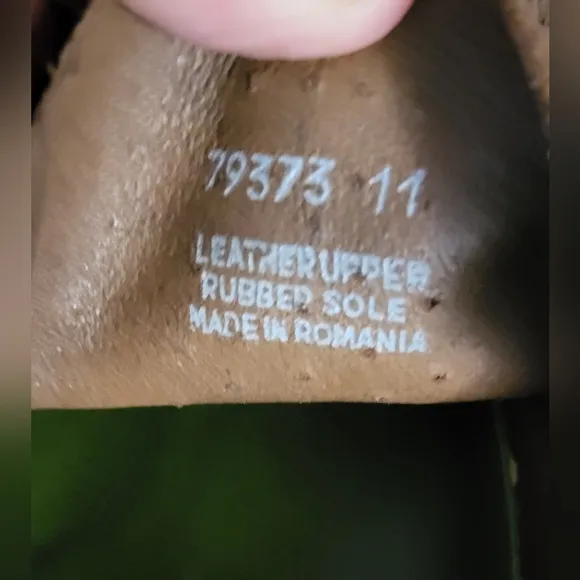 79373 11
LEATHER UPPER
RUBBER SOLE
MADE IN ROMANIA